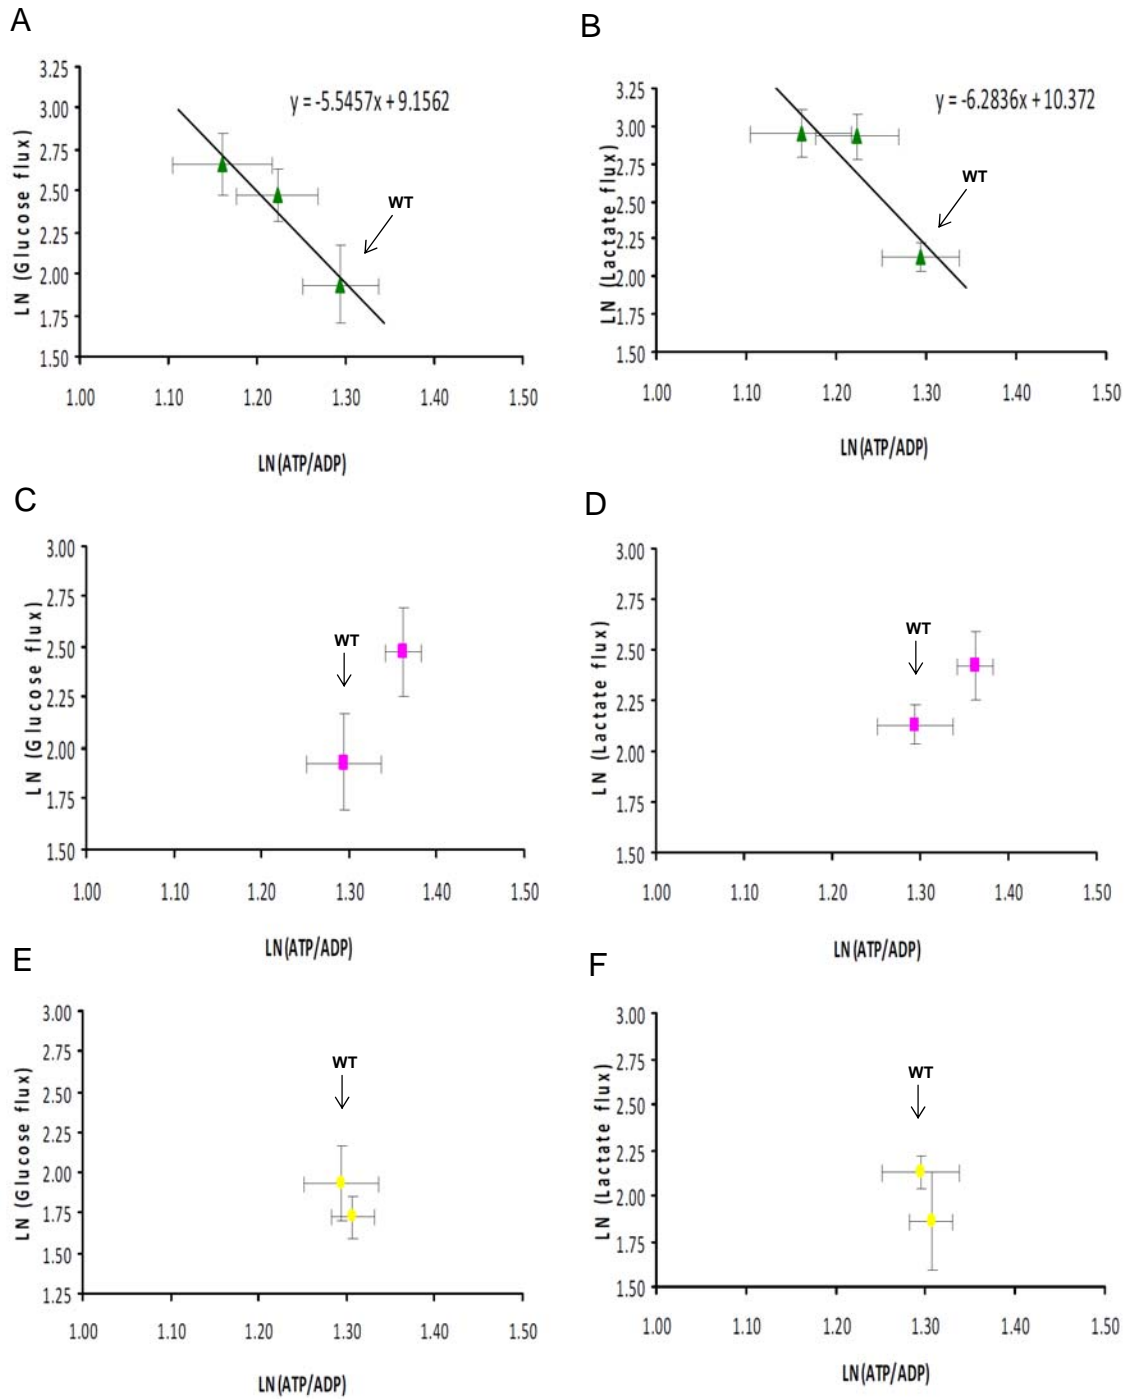 A
B
y = -5.5457x + 9.1562
LN (Glucose flux)
3.25
3.00
2.75
2.50
2.25
2.00
1.75
1.50
WT
1.00 1.10 1.20 1.30 1.40 1.50
LN(ATP/ADP)
y = -6.2836x + 10.372
LN (Lactate flux)
3.25
3.00
2.75
2.50
2.25
2.00
1.75
1.50
WT
1.00 1.10 1.20 1.30 1.40 1.50
LN(ATP/ADP)
C
D
LN (Glucose flux)
3.00
2.75
2.50
2.25
2.00
1.75
1.50
WT
1.00 1.10 1.20 1.30 1.40 1.50
LN(ATP/ADP)
LN (Lactate flux)
3.00
2.75
2.50
2.25
2.00
1.75
1.50
WT
1.00 1.10 1.20 1.30 1.40 1.50
LN(ATP/ADP)
E
F
LN (Glucose flux)
3.00
2.75
2.50
2.25
2.00
1.75
1.50
1.25
WT
1.00 1.10 1.20 1.30 1.40 1.50
LN(ATP/ADP)
LN (Lactate flux)
3.00
2.75
2.50
2.25
2.00
1.75
1.50
WT
1.00 1.10 1.20 1.30 1.40 1.50
LN(ATP/ADP)